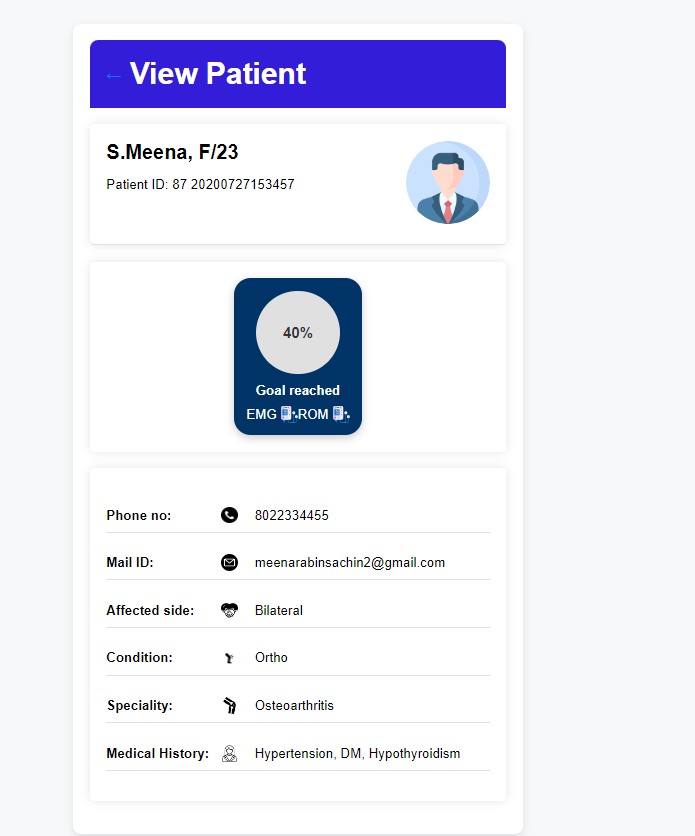 ← View Patient
S.Meena, F/23
Patient ID: 87 20200727153457
40%
Goal reached
EMG ROM
Phone no: 8022334455
Mail ID: meenarabinsachin2@gmail.com
Affected side: Bilateral
Condition: Ortho
Speciality: Osteoarthritis
Medical History: Hypertension, DM, Hypothyroidism